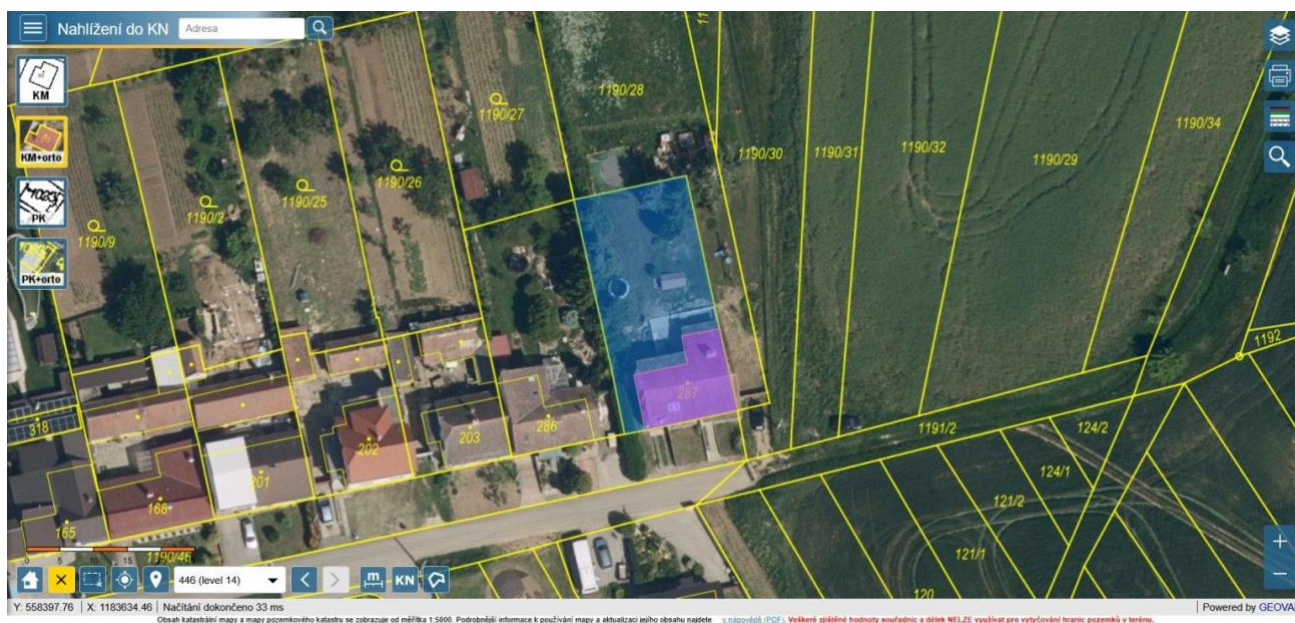 Nahlížení do KN
Adresa
KM
KM+orto
PK
PK+orto
1190/28
1190/27
1190/30
1190/31
1190/32
1190/29
1190/34
1190/26
1190/25
1190/2
1190/9
1192
287
318
286
203
202
201
168
165
1191/2
124/2
124/1
121/2
121/1
120
1190/46
5 10 15
446 (level 14)
m
KN
+
−
Y: 558397.76 | X: 1183634.46 | Načítání dokončeno 33 ms
Powered by GEOVA
Obsah katastrální mapy a mapy pozemkového katastru se zobrazuje od měřítka 1:5000. Podrobnější informace k používání mapy a aktualizaci jejího obsahu najdete v nápovědě (PDF). Veškeré zjištěné hodnoty souřadnic a délek NELZE využívat pro vytyčování hranic pozemků v terénu.